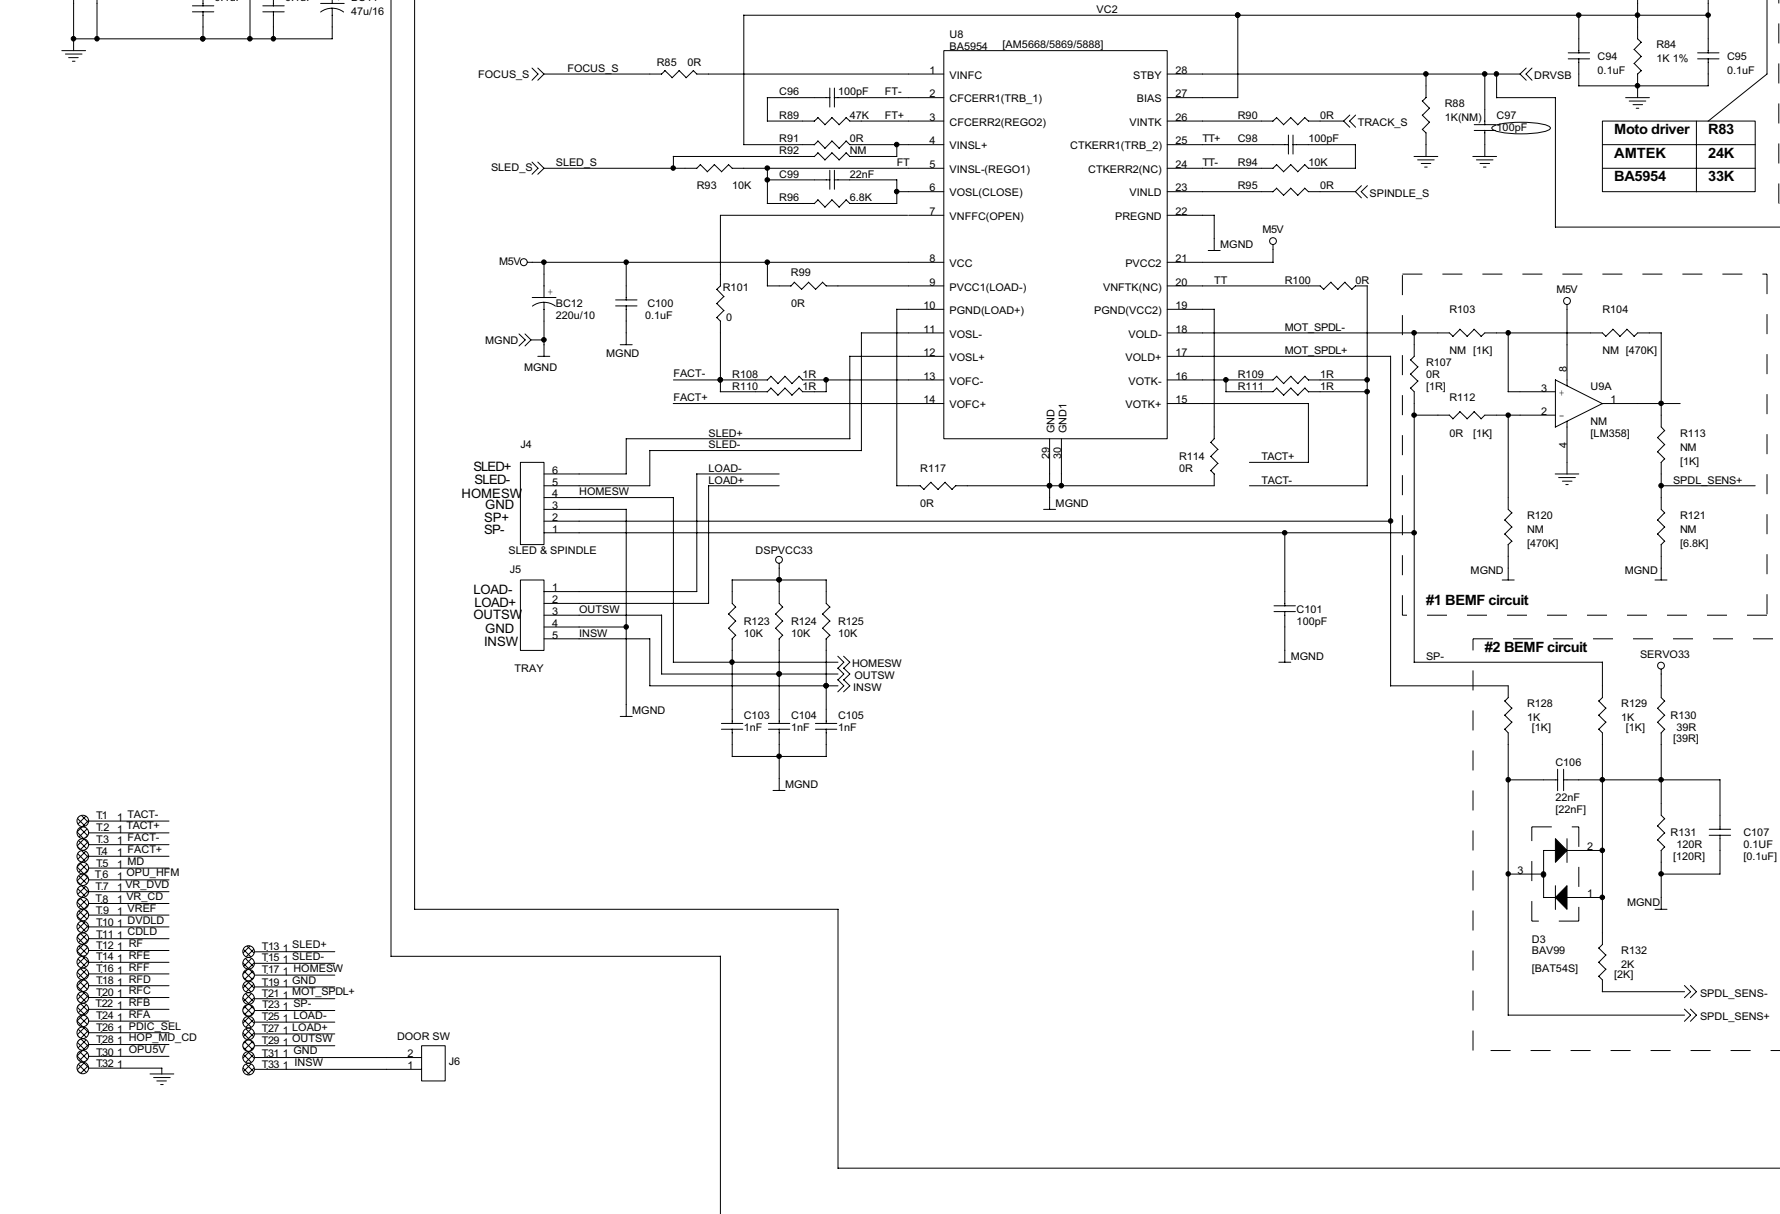 47u/16
VC2
U8
BA5954 [AM5668/5869/5888]
FOCUS_S FOCUS_S R85 0R
1 VINFC
C96 100pF FT- 2 CFCERR1(TRB_1)
R89 47K FT+ 3 CFCERR2(REGO2)
R91 0R
R92 NM
4 VINSL+
SLED_S SLED_S FT 5 VINSL-(REGO1)
R93 10K
C99 22nF
6 VOSL(CLOSE)
R96 6.8K
7 VNFFC(OPEN)
M5V 8 VCC
R99
0R
9 PVCC1(LOAD-)
R101
0
10 PGND(LOAD+)
11 VOSL-
12 VOSL+
FACT- R108 1R 13 VOFC-
R110 1R
FACT+ 14 VOFC+
BC12
220u/10
C100
0.1uF
MGND
MGND
MGND
STBY 28
BIAS 27
VINTK 26 R90 0R TRACK_S
CTKERR1(TRB_2) 25 TT+ C98 100pF
CTKERR2(NC) 24 TT- R94 10K
VINLD 23 R95 0R SPINDLE_S
PREGND 22
MGND
M5V
PVCC2 21
VNFTK(NC) 20 TT R100 0R
PGND(VCC2) 19
VOLD- 18 MOT_SPDL-
VOLD+ 17 MOT_SPDL+
VOTK- 16 R109 1R
R111 1R
VOTK+ 15
GND
GND1
29
30
R117
0R
R114
0R
MGND
TACT+
TACT-
DRVSB
R88
1K(NM)
C97
100pF
C94
0.1uF
R84
1K 1%
C95
0.1uF
Moto driver R83
AMTEK 24K
BA5954 33K
M5V
R103
NM [1K]
R104
NM [470K]
R107
0R
[1R]
R112
0R [1K]
8
3
+
2
-
1
4
U9A
NM
[LM358]
R113
NM
[1K]
SPDL_SENS+
R120
NM
[470K]
R121
NM
[6.8K]
MGND
MGND
#1 BEMF circuit
J4
SLED+
SLED-
J4
SLED+ 6
SLED- 5
HOMESW 4 HOMESW
GND 3
SP+ 2
SP- 1
SLED & SPINDLE
LOAD-
LOAD+
J5
LOAD- 1
LOAD+ 2
OUTSW 3 OUTSW
GND 4
INSW 5 INSW
TRAY
MGND
DSPVCC33
R123
10K
R124
10K
R125
10K
HOMESW
OUTSW
INSW
C103
1nF
C104
1nF
C105
1nF
MGND
C101
100pF
MGND
#2 BEMF circuit
SP-
SERVO33
R128
1K
[1K]
R129
1K
[1K]
R130
39R
[39R]
C106
22nF
[22nF]
R131
120R
[120R]
C107
0.1UF
[0.1uF]
2
3
1
MGND
D3
BAV99
[BAT54S]
R132
2K
[2K]
SPDL_SENS-
SPDL_SENS+
T1 1 TACT-
T2 1 TACT+
T3 1 FACT-
T4 1 FACT+
T5 1 MD
T6 1 OPU_HFM
T7 1 VR_DVD
T8 1 VR_CD
T9 1 VREF
T10 1 DVDLD
T11 1 CDLD
T12 1 RF
T14 1 RFE
T16 1 RFF
T18 1 RFD
T20 1 RFC
T22 1 RFB
T24 1 RFA
T26 1 PDIC_SEL
T28 1 HOP_MD_CD
T30 1 OPU5V
T32 1
T13 1 SLED+
T15 1 SLED-
T17 1 HOMESW
T19 1 GND
T21 1 MOT_SPDL+
T23 1 SP-
T25 1 LOAD-
T27 1 LOAD+
T29 1 OUTSW
T31 1 GND
T33 1 INSW
DOOR SW
2
1
J6